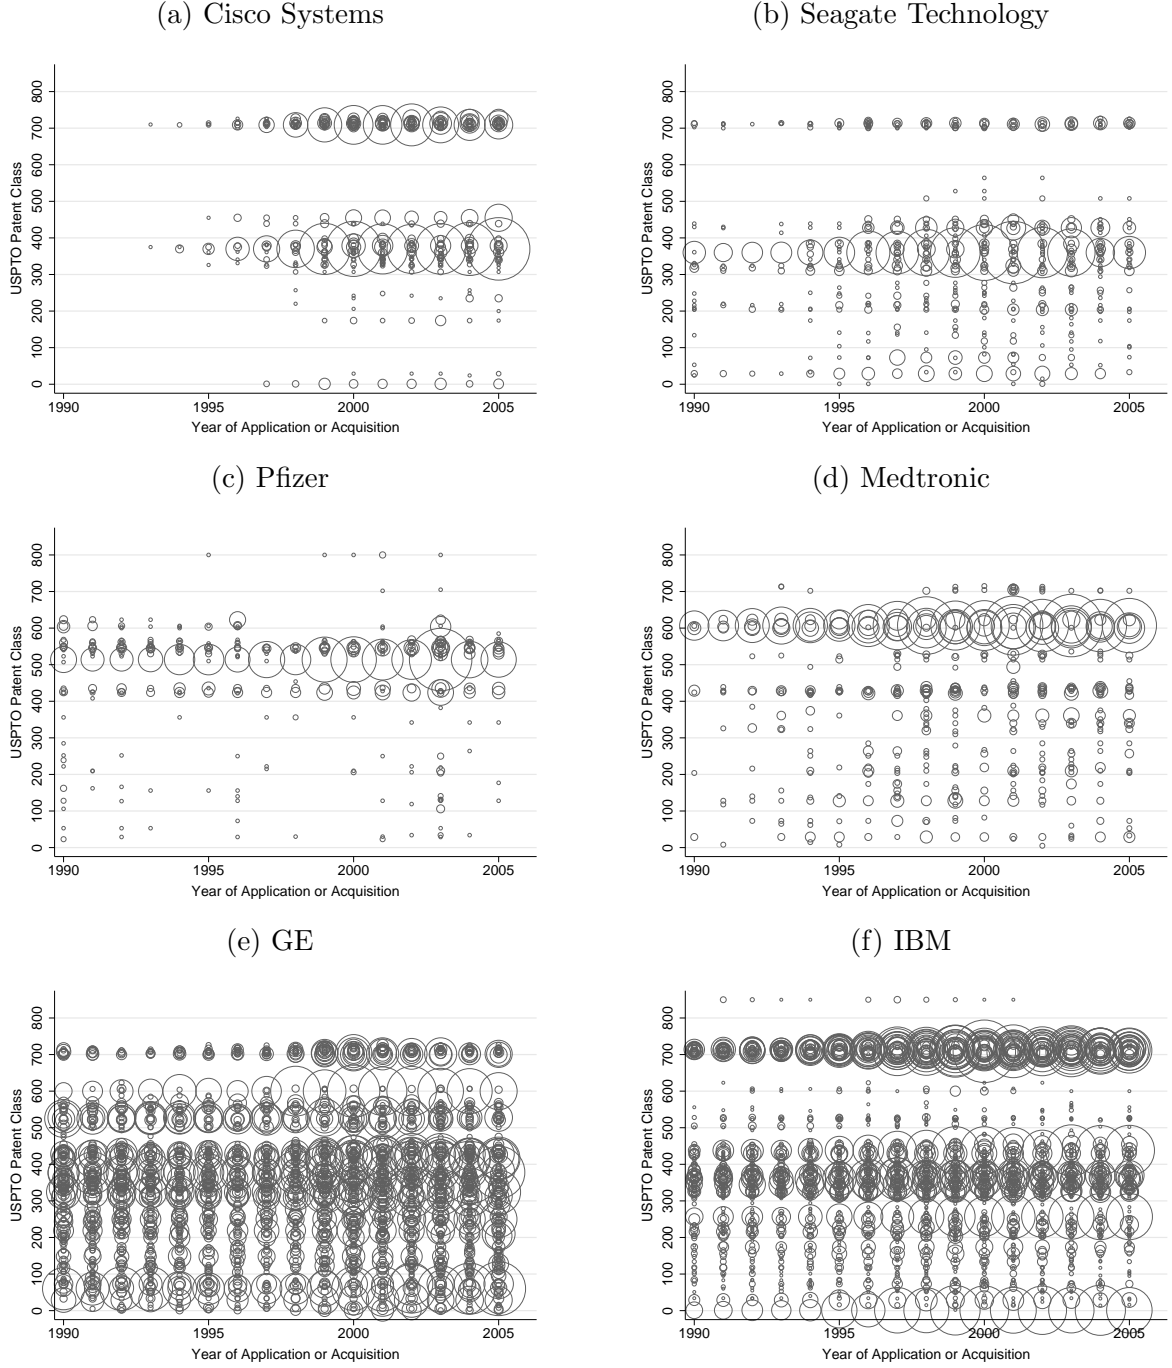 (a) Cisco Systems
(b) Seagate Technology
USPTO Patent Class
800
700
600
500
400
300
200
100
0
1990 1995 2000 2005
Year of Application or Acquisition
USPTO Patent Class
800
700
600
500
400
300
200
100
0
1990 1995 2000 2005
Year of Application or Acquisition
(c) Pfizer
(d) Medtronic
USPTO Patent Class
800
700
600
500
400
300
200
100
0
1990 1995 2000 2005
Year of Application or Acquisition
USPTO Patent Class
800
700
600
500
400
300
200
100
0
1990 1995 2000 2005
Year of Application or Acquisition
(e) GE
(f) IBM
USPTO Patent Class
800
700
600
500
400
300
200
100
0
1990 1995 2000 2005
Year of Application or Acquisition
USPTO Patent Class
800
700
600
500
400
300
200
100
0
1990 1995 2000 2005
Year of Application or Acquisition